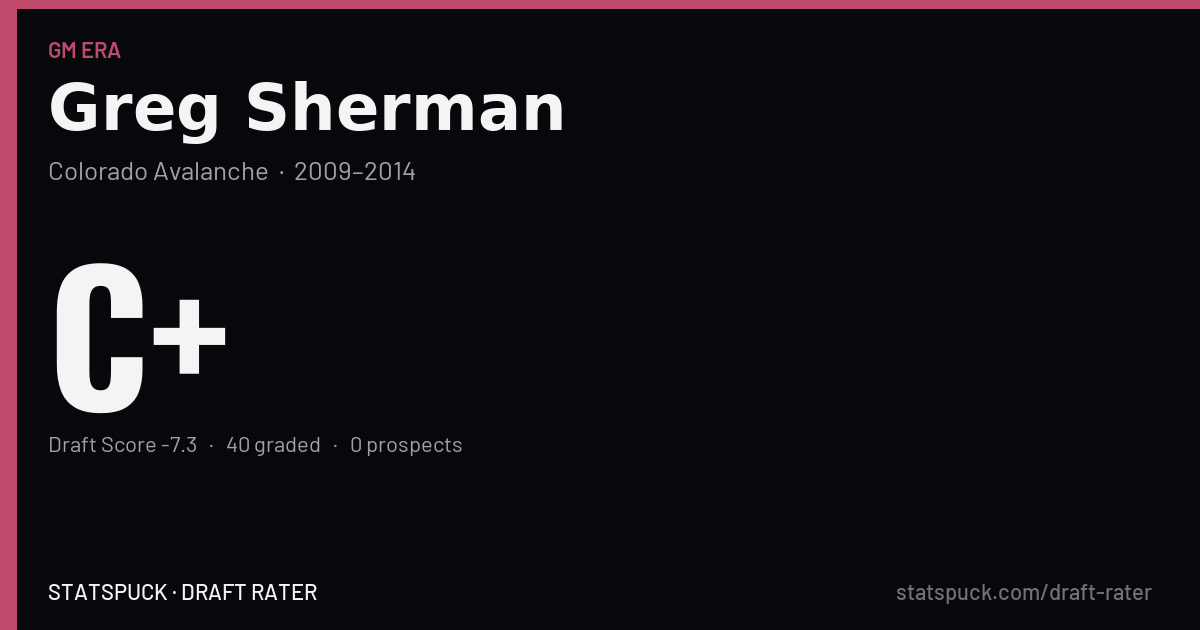 GM ERA
Greg Sherman
Colorado Avalanche · 2009–2014
C+
Draft Score -7.3 · 40 graded · 0 prospects
STATSPUCK · DRAFT RATER
statspuck.com/draft-rater